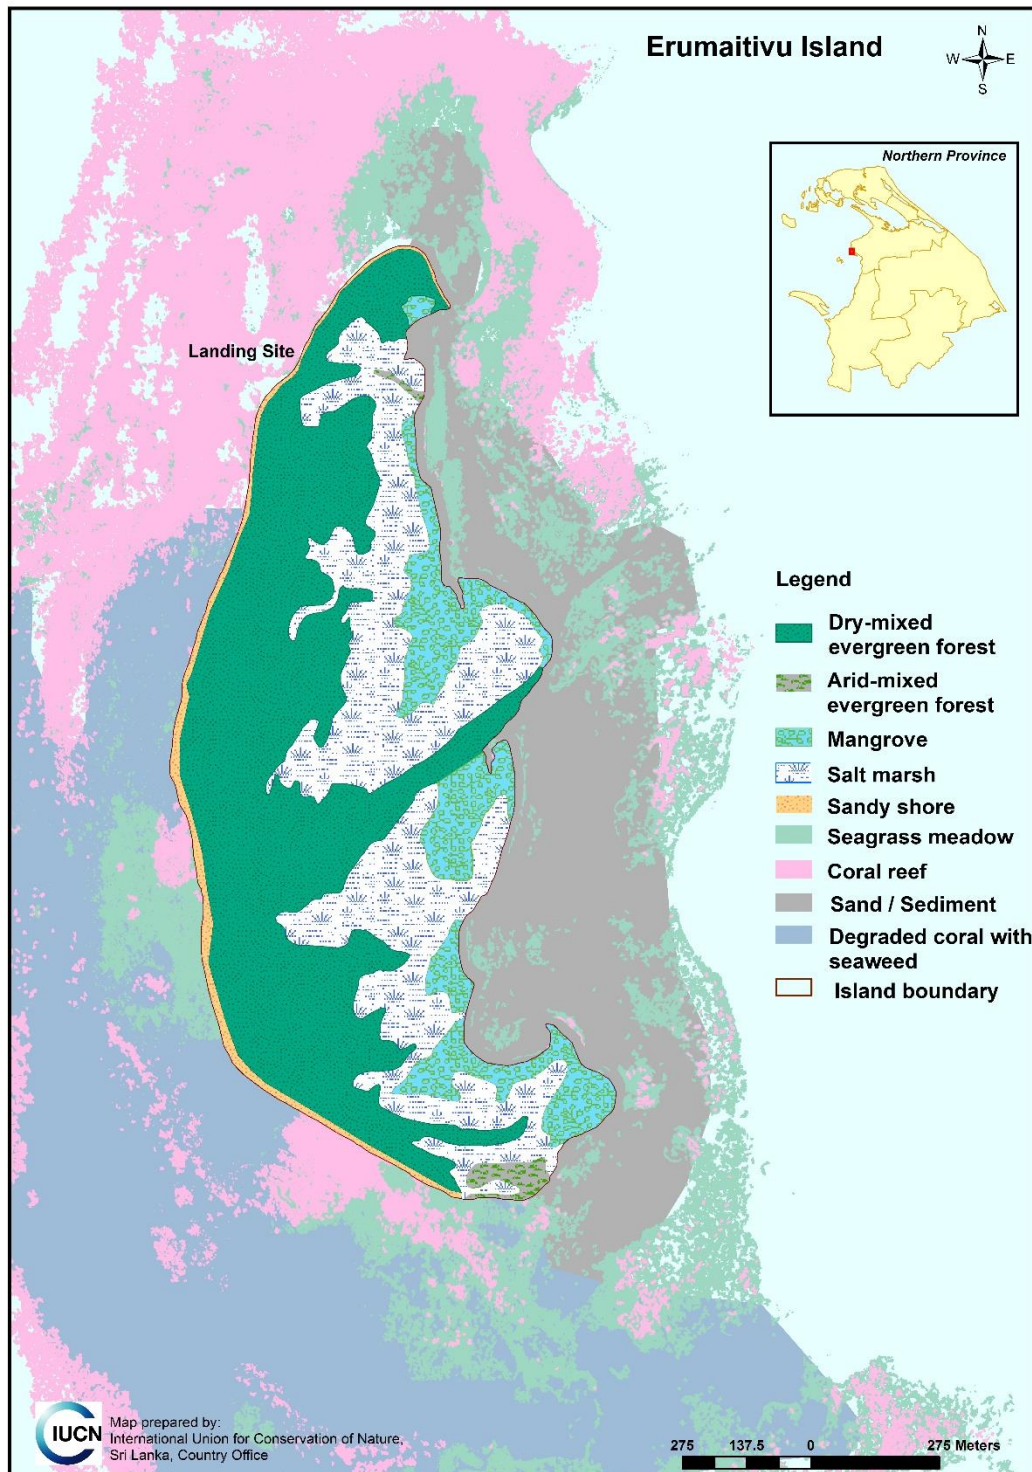 Erumaitivu Island
N
W E
S
Northern Province
Landing Site
Legend
Dry-mixed
evergreen forest
Arid-mixed
evergreen forest
Mangrove
Salt marsh
Sandy shore
Seagrass meadow
Coral reef
Sand / Sediment
Degraded coral with
seaweed
Island boundary
IUCN
Map prepared by:
International Union for Conservation of Nature,
Sri Lanka, Country Office
275 137.5 0 275 Meters